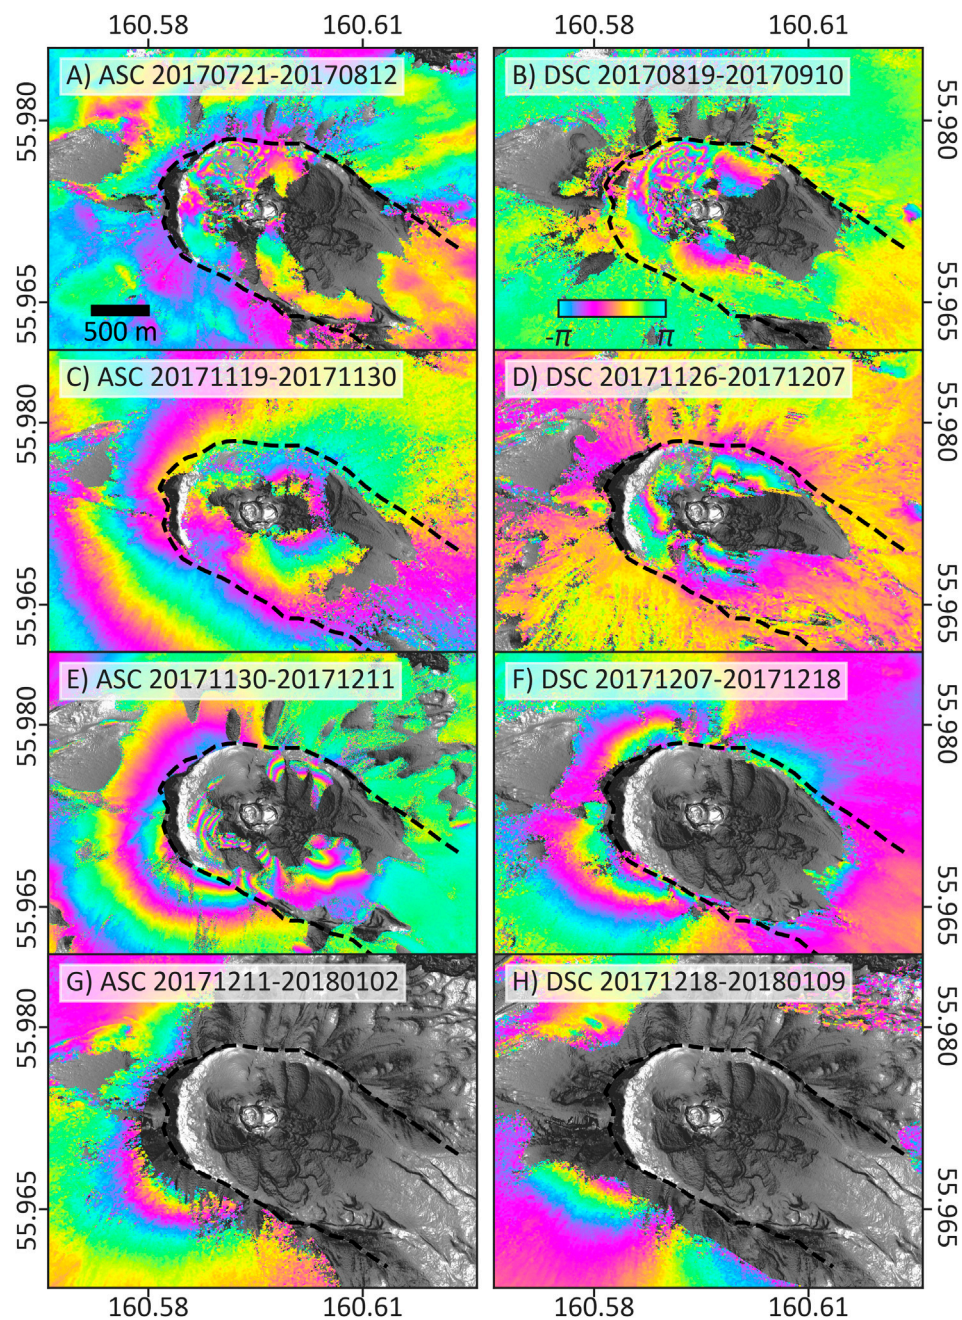 160.58 160.61 160.58 160.61
A) ASC 20170721-20170812
B) DSC 20170819-20170910
55.980
55.965
500 m
-π π
55.980
55.965
C) ASC 20171119-20171130
D) DSC 20171126-20171207
55.980
55.965
55.980
55.965
E) ASC 20171130-20171211
F) DSC 20171207-20171218
55.980
55.965
55.980
55.965
G) ASC 20171211-20180102
H) DSC 20171218-20180109
55.980
55.965
55.980
55.965
160.58 160.61 160.58 160.61